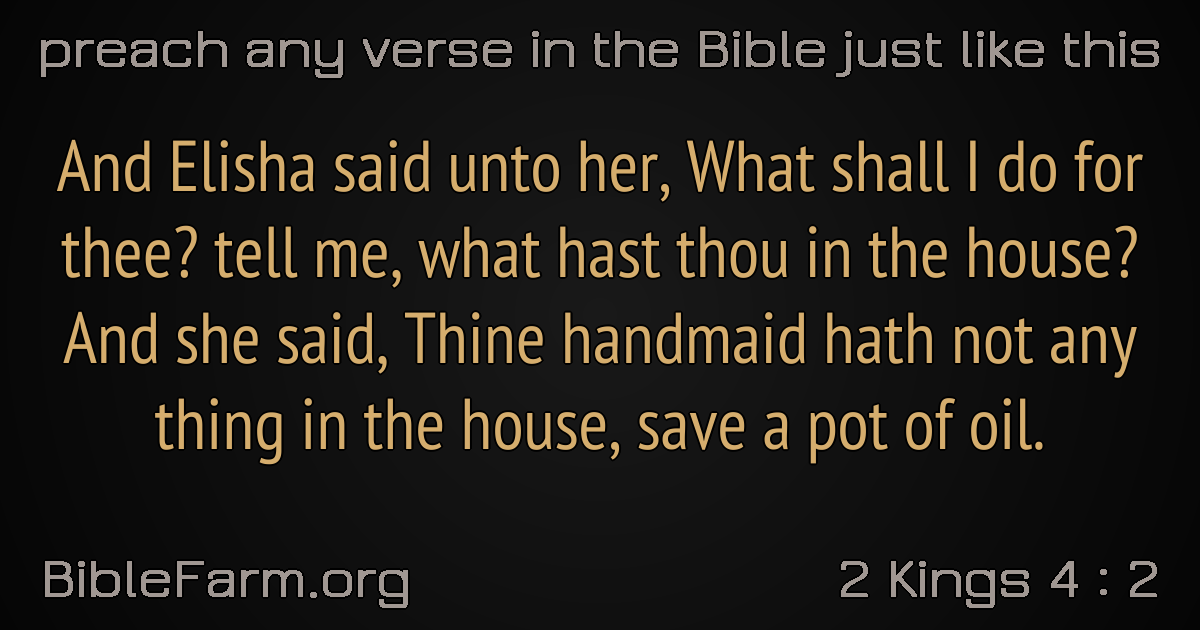 preach any verse in the Bible just like this
And Elisha said unto her, What shall I do for
thee? tell me, what hast thou in the house?
And she said, Thine handmaid hath not any
thing in the house, save a pot of oil.
BibleFarm.org
2 Kings 4 : 2